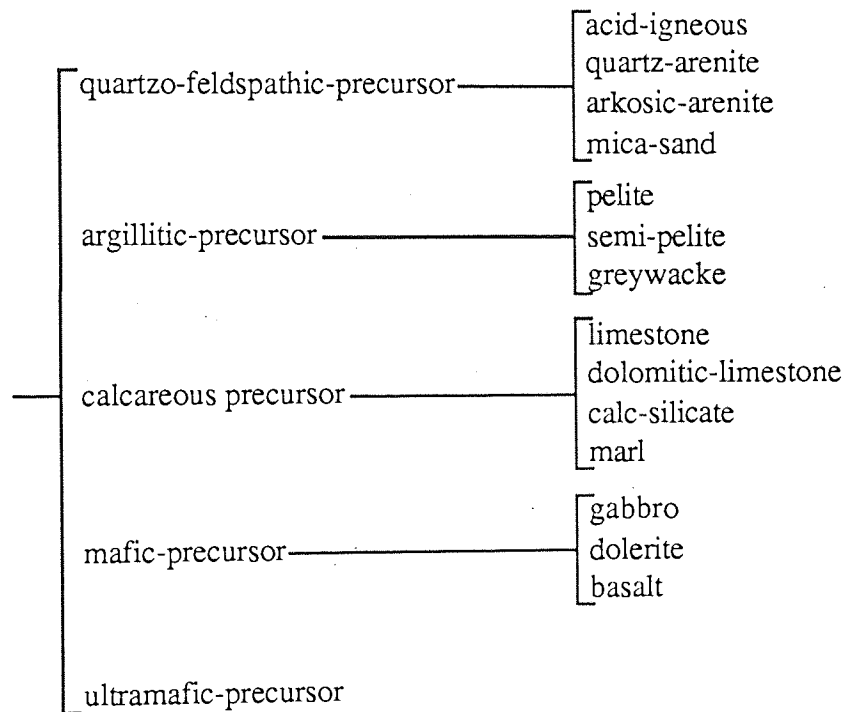 quartzo-feldspathic-precursor
acid-igneous
quartz-arenite
arkosic-arenite
mica-sand
argillitic-precursor
pelite
semi-pelite
greywacke
calcareous precursor
limestone
dolomitic-limestone
calc-silicate
marl
mafic-precursor
gabbro
dolerite
basalt
ultramafic-precursor